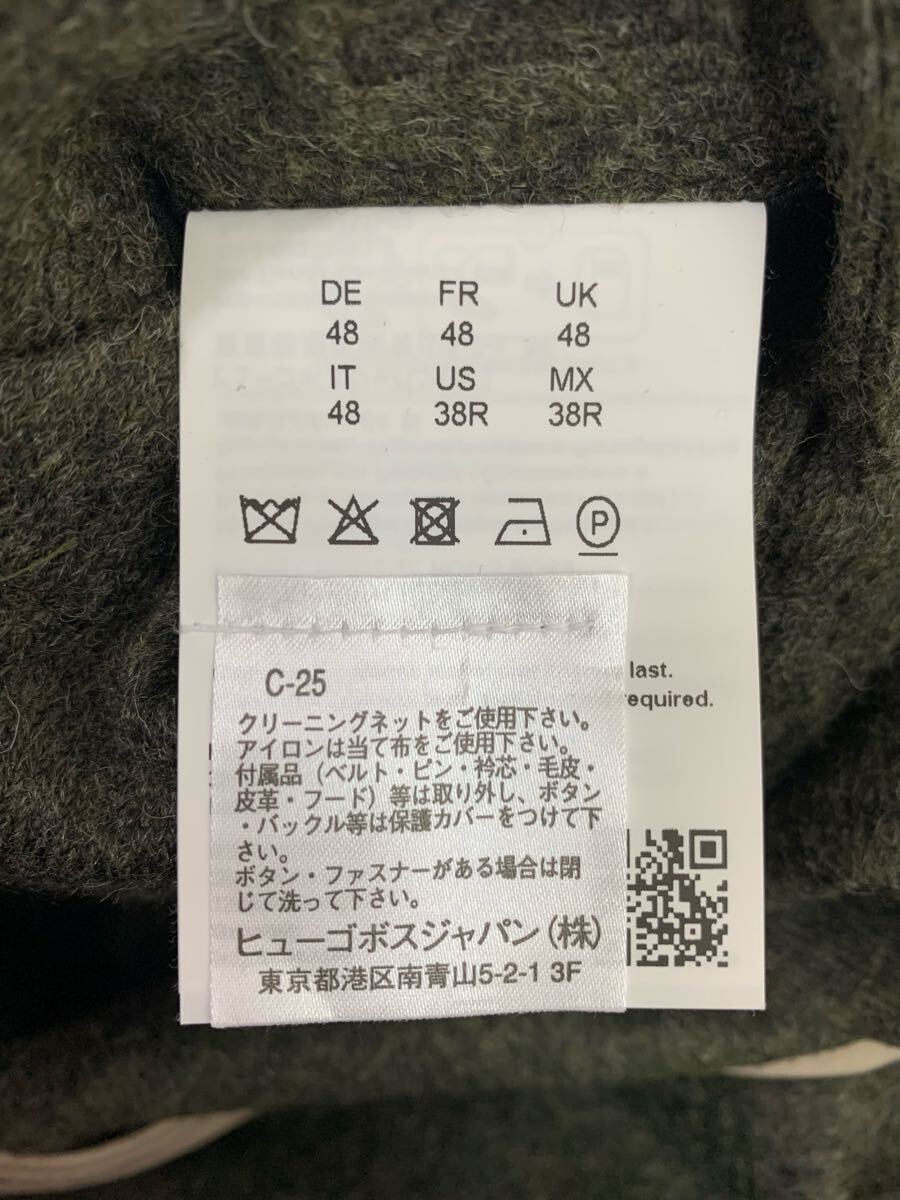 DE FR UK
48 48 48
IT US MX
48 38R 38R
P
last.
required.
C-25
クリーニングネットをご使用下さい。
アイロンは当て布をご使用下さい。
付属品（ベルト・ピン・衿芯・毛皮・
皮革・フード）等は取り外し、ボタン
・バックル等は保護カバーをつけて下
さい。
ボタン・ファスナーがある場合は閉
じて洗って下さい。
ヒューゴボスジャパン（株）
東京都港区南青山5-2-1 3F